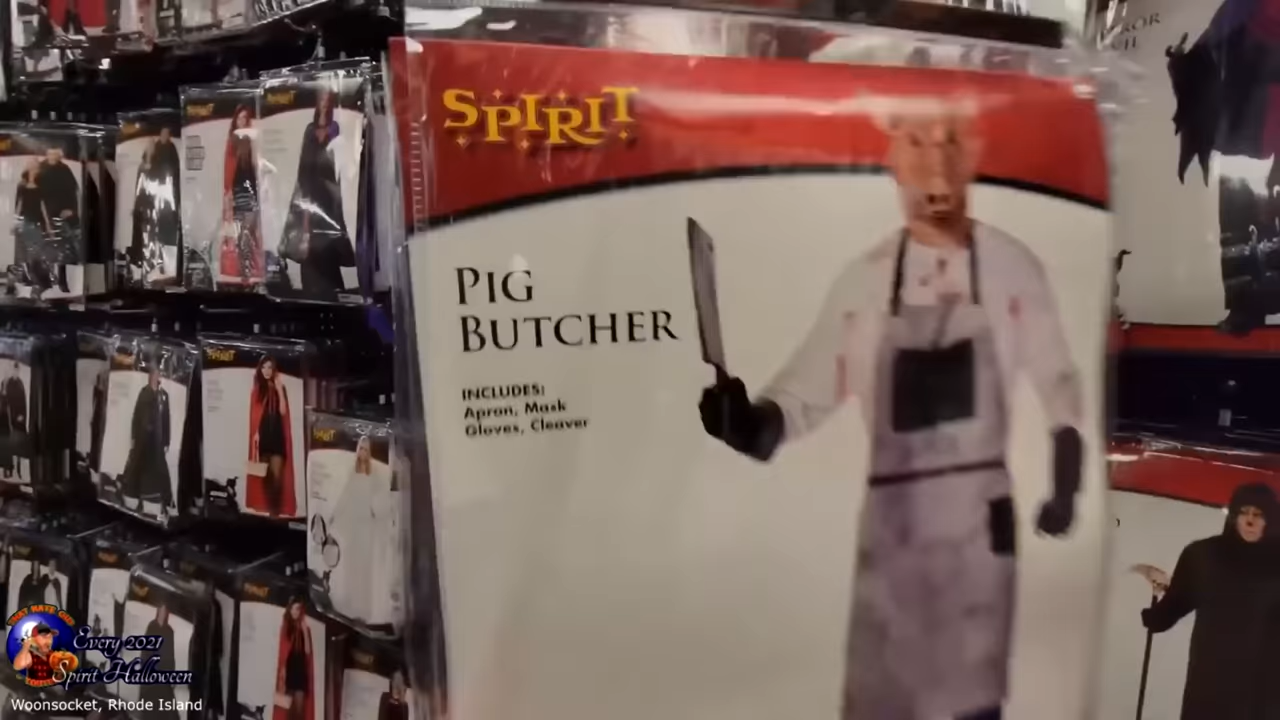 SPIRIT
PIG
BUTCHER
INCLUDES:
Apron, Mask
Gloves, Cleaver
Every 2021
Spirit Halloween
Woonsocket, Rhode Island